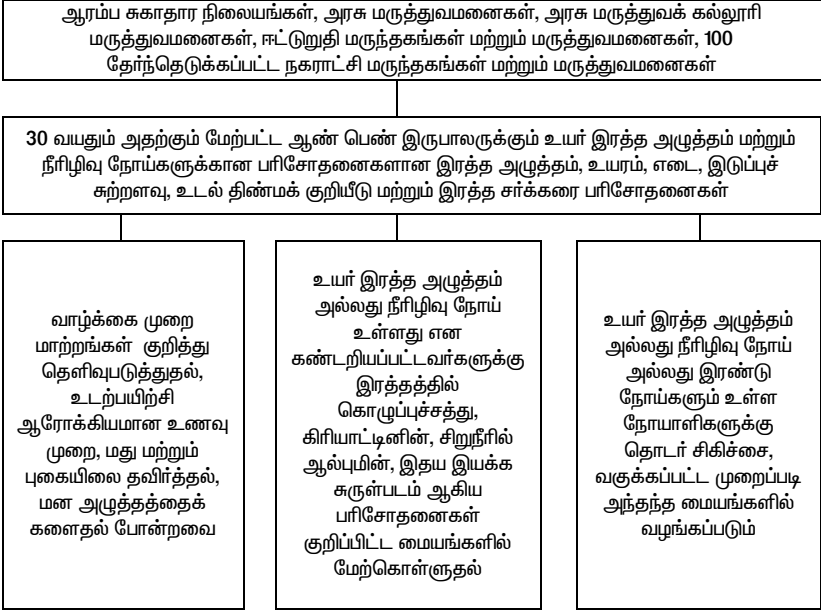 ஆரம்ப சுகாதார நிலையங்கள், அரசு மருத்துவமனைகள், அரசு மருத்துவக் கல்லூரி
மருத்துவமனைகள், ஈட்டுறுதி மருந்தகங்கள் மற்றும் மருத்துவமனைகள், 100
தேர்ந்தெடுக்கப்பட்ட நகராட்சி மருந்தகங்கள் மற்றும் மருத்துவமனைகள்
30 வயதும் அதற்கும் மேற்பட்ட ஆண் பெண் இருபாலருக்கும் உயர் இரத்த அழுத்தம் மற்றும்
நீரிழிவு நோய்களுக்கான பரிசோதனைகளான இரத்த அழுத்தம், உயரம், எடை, இடுப்புச்
சுற்றளவு, உடல் திண்மக் குறியீடு மற்றும் இரத்த சர்க்கரை பரிசோதனைகள்
வாழ்க்கை முறை
மாற்றங்கள் குறித்து
தெளிவுபடுத்துதல்,
உடற்பயிற்சி
ஆரோக்கியமான உணவு
முறை, மது மற்றும்
புகையிலை தவிர்த்தல்,
மன அழுத்தத்தைக்
களைதல் போன்றவை
உயர் இரத்த அழுத்தம்
அல்லது நீரிழிவு நோய்
உள்ளது என
கண்டறியப்பட்டவர்களுக்கு
இரத்தத்தில்
கொழுப்புச்சத்து,
கிரியாட்டினின், சிறுநீரில்
ஆல்புமின், இதய இயக்க
சுருள்படம் ஆகிய
பரிசோதனைகள்
குறிப்பிட்ட மையங்களில்
மேற்கொள்ளுதல்
உயர் இரத்த அழுத்தம்
அல்லது நீரிழிவு நோய்
அல்லது இரண்டு
நோய்களும் உள்ள
நோயாளிகளுக்கு
தொடர் சிகிச்சை,
வகுக்கப்பட்ட முறைப்படி
அந்தந்த மையங்களில்
வழங்கப்படும்